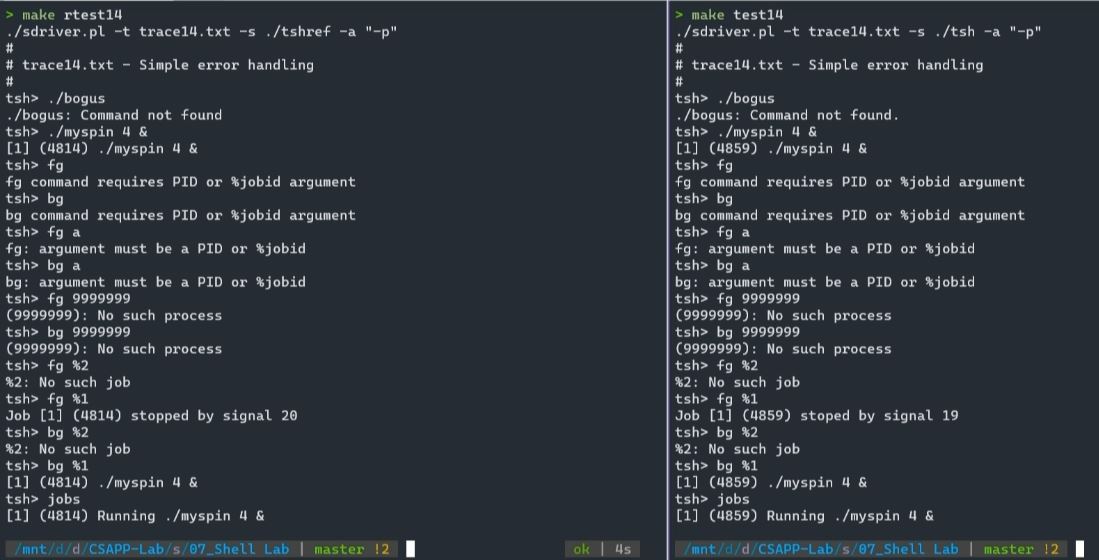 > make rtest14
./sdriver.pl -t trace14.txt -s ./tshref -a "-p"
#
# trace14.txt - Simple error handling
#
tsh> ./bogus
./bogus: Command not found
tsh> ./myspin 4 &
[1] (4814) ./myspin 4 &
tsh> fg
fg command requires PID or %jobid argument
tsh> bg
bg command requires PID or %jobid argument
tsh> fg a
fg: argument must be a PID or %jobid
tsh> bg a
bg: argument must be a PID or %jobid
tsh> fg 9999999
(9999999): No such process
tsh> bg 9999999
(9999999): No such process
tsh> fg %2
%2: No such job
tsh> fg %1
Job [1] (4814) stopped by signal 20
tsh> bg %2
%2: No such job
tsh> bg %1
[1] (4814) ./myspin 4 &
tsh> jobs
[1] (4814) Running ./myspin 4 &
/mnt/d/d/CSAPP-Lab/s/07_Shell Lab | master !2 ok | 4s
> make test14
./sdriver.pl -t trace14.txt -s ./tsh -a "-p"
#
# trace14.txt - Simple error handling
#
tsh> ./bogus
./bogus: Command not found.
tsh> ./myspin 4 &
[1] (4859) ./myspin 4 &
tsh> fg
fg command requires PID or %jobid argument
tsh> bg
bg command requires PID or %jobid argument
tsh> fg a
fg: argument must be a PID or %jobid
tsh> bg a
bg: argument must be a PID or %jobid
tsh> fg 9999999
(9999999): No such process
tsh> bg 9999999
(9999999): No such process
tsh> fg %2
%2: No such job
tsh> fg %1
Job [1] (4859) stoped by signal 19
tsh> bg %2
%2: No such job
tsh> bg %1
[1] (4859) ./myspin 4 &
tsh> jobs
[1] (4859) Running ./myspin 4 &
/mnt/d/d/CSAPP-Lab/s/07_Shell Lab | master !2